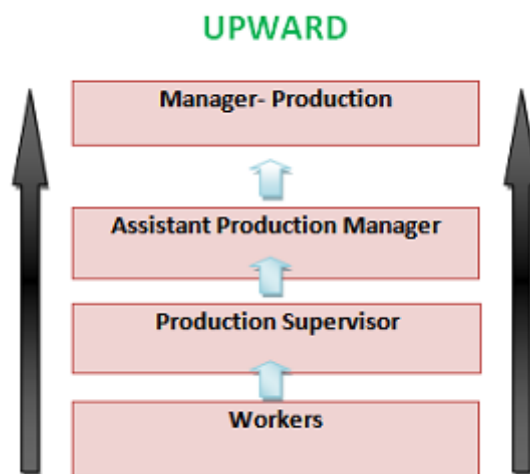 UPWARD
Manager- Production
Assistant Production Manager
Production Supervisor
Workers